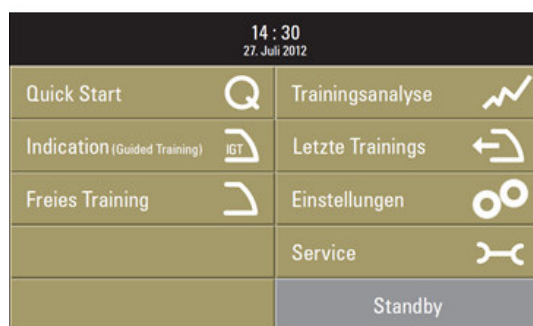 14 : 30
27. Juli 2012
Quick Start
Trainingsanalyse
Indication (Guided Training)
IGT
Letzte Trainings
Freies Training
Einstellungen
Service
Standby